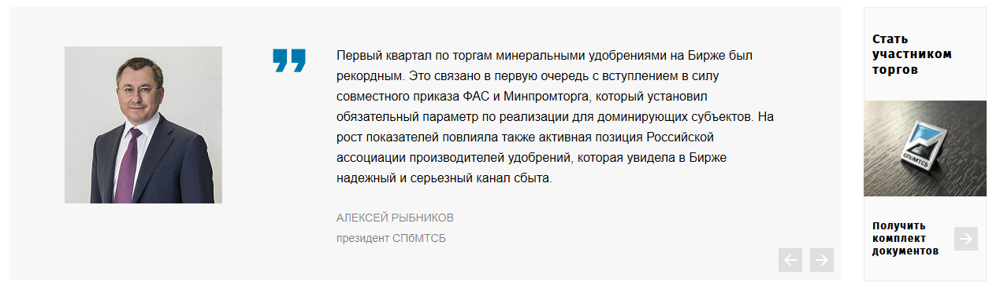 Первый квартал по торгам минеральными удобрениями на Бирже был
рекордным. Это связано в первую очередь с вступлением в силу
совместного приказа ФАС и Минпромторга, который установил
обязательный параметр по реализации для доминирующих субъектов. На
рост показателей повлияла также активная позиция Российской
ассоциации производителей удобрений, которая увидела в Бирже
надежный и серьезный канал сбыта.
АЛЕКСЕЙ РЫБНИКОВ
президент СПбМТСБ
Стать
участником
торгов
СПбМТСБ
Получить
комплект
документов